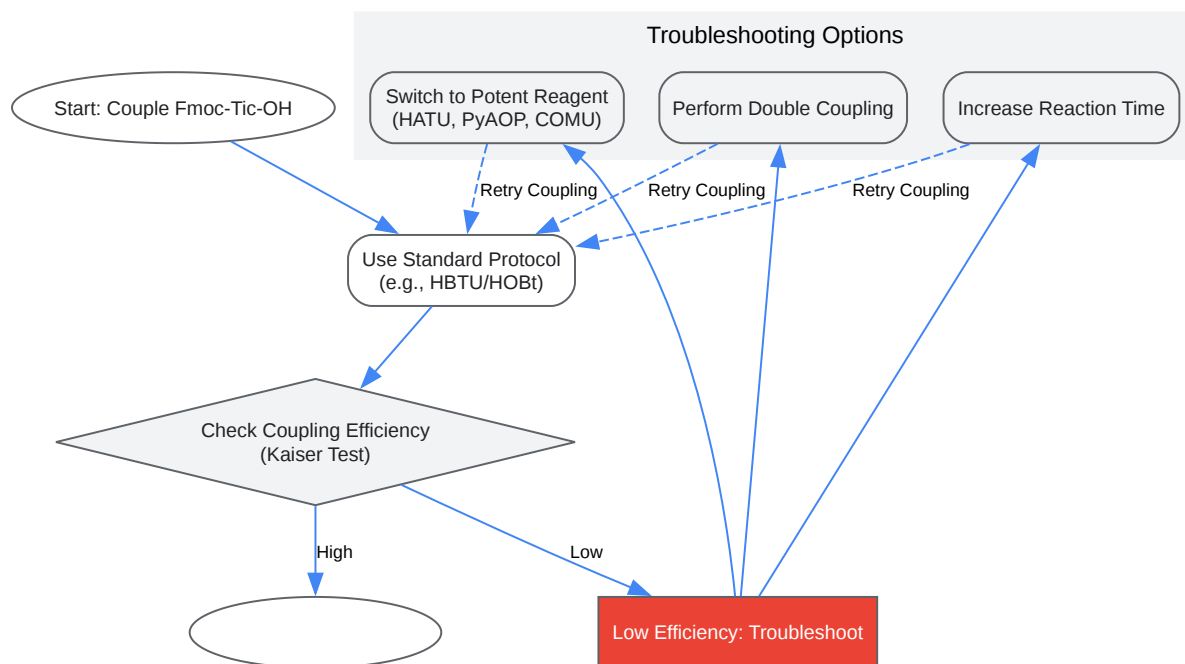 Troubleshooting Options
Start: Couple Fmoc-Tic-OH
Switch to Potent Reagent
(HATU, PyAOP, COMU)
Perform Double Coupling
Increase Reaction Time
Retry Coupling
Retry Coupling
Retry Coupling
Use Standard Protocol
(e.g., HBTU/HOBt)
Check Coupling Efficiency
(Kaiser Test)
High
Low
Low Efficiency: Troubleshoot